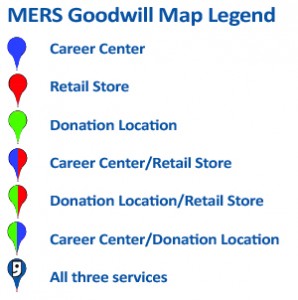 MERS Goodwill Map Legend
Career Center
Retail Store
Donation Location
Career Center/Retail Store
Donation Location/Retail Store
Career Center/Donation Location
g All three services